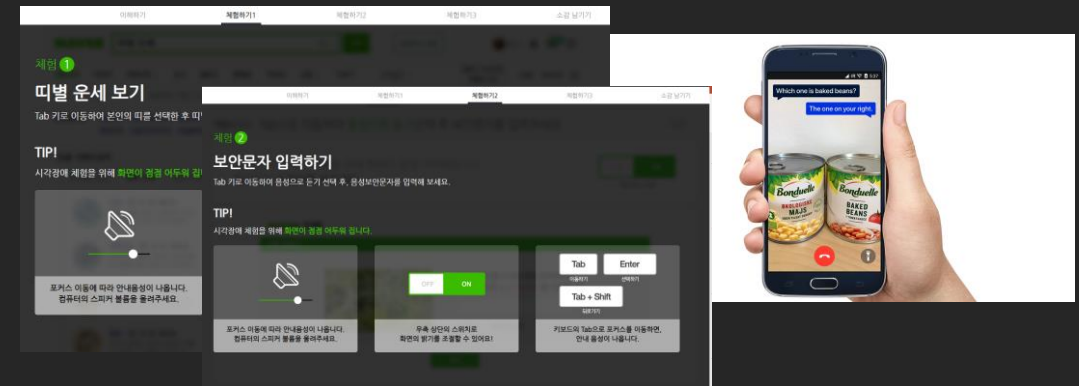 이해하기
체험하기1
체험하기2
체험하기3
소감 남기기
체험 1
띠별 운세 보기
Tab 키로 이동하여 본인의 띠를 선택한 후 띠
TIP!
시각장애 체험을 위해 화면이 점점 어두워 집
포커스 이동에 따라 안내음성이 나옵니다.
컴퓨터의 스피커 볼륨을 올려주세요.
이해하기
체험하기1
체험하기2
체험하기3
소감 남기기
체험 2
보안문자 입력하기
Tab 키로 이동하여 음성으로 듣기 선택 후, 음성보안문자를 입력해 보세요.
TIP!
시각장애 체험을 위해 화면이 점점 어두워 집니다.
포커스 이동에 따라 안내음성이 나옵니다.
컴퓨터의 스피커 볼륨을 올려주세요.
OFF
ON
우측 상단의 스위치로
화면의 밝기를 조절할 수 있어요!
Tab
Enter
이동하기
선택하기
Tab + Shift
뒤로가기
키보드의 Tab으로 포커스를 이동하면,
안내 음성이 나옵니다.
Which one is baked beans?
The one on your right.
Bonduelle
MAJS
Bonduelle
BAKED
BEANS